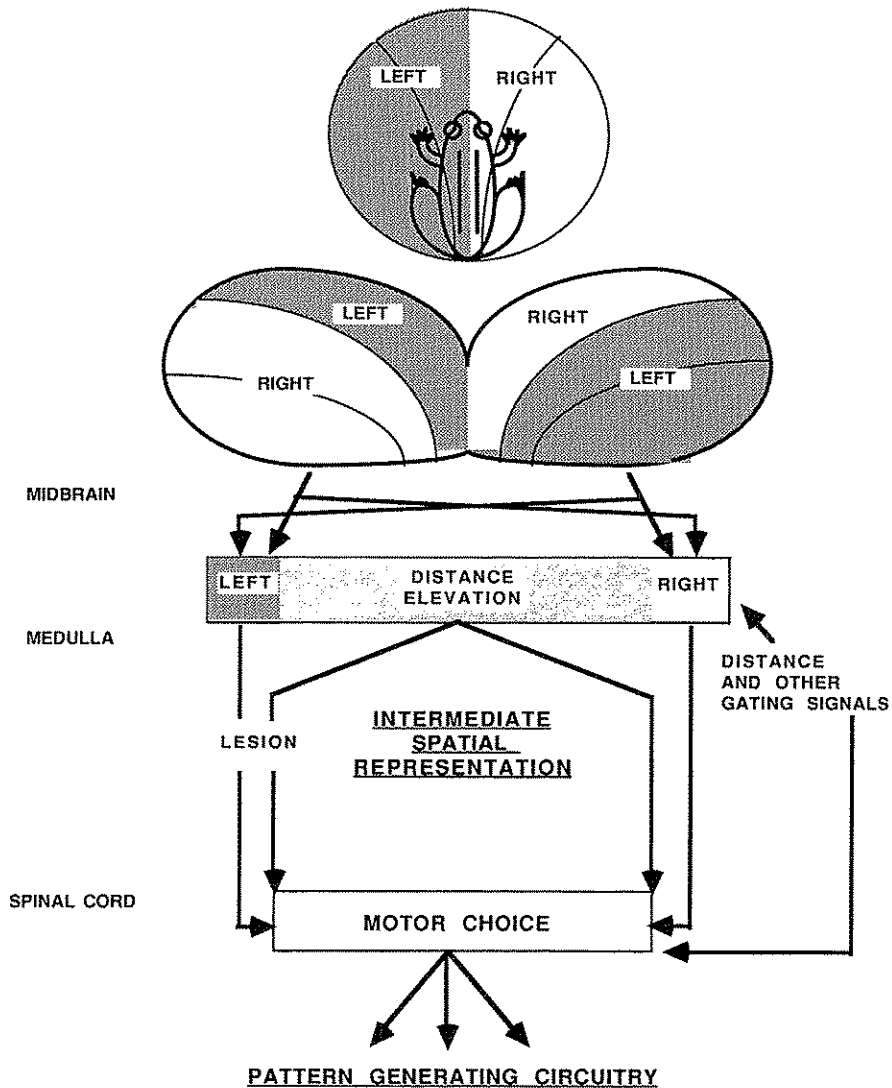 LEFT
RIGHT
LEFT
RIGHT
RIGHT
LEFT
MIDBRAIN
LEFT
DISTANCE
ELEVATION
RIGHT
MEDULLA
DISTANCE
AND OTHER
GATING SIGNALS
LESION
INTERMEDIATE
SPATIAL
REPRESENTATION
SPINAL CORD
MOTOR CHOICE
PATTERN GENERATING CIRCUITRY